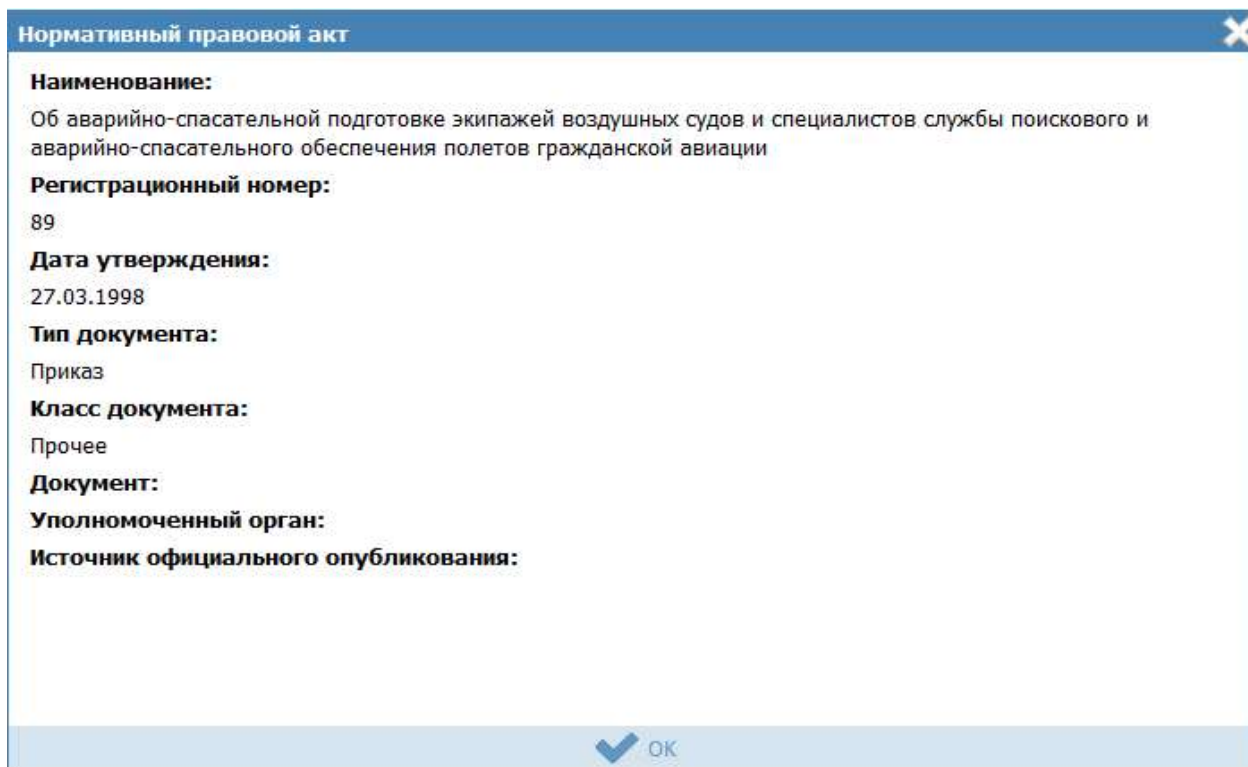 Нормативный правовой акт
Наименование:
Об аварийно-спасательной подготовке экипажей воздушных судов и специалистов службы поискового и
аварийно-спасательного обеспечения полетов гражданской авиации
Регистрационный номер:
89
Дата утверждения:
27.03.1998
Тип документа:
Приказ
Класс документа:
Прочее
Документ:
Уполномоченный орган:
Источник официального опубликования:
ОК